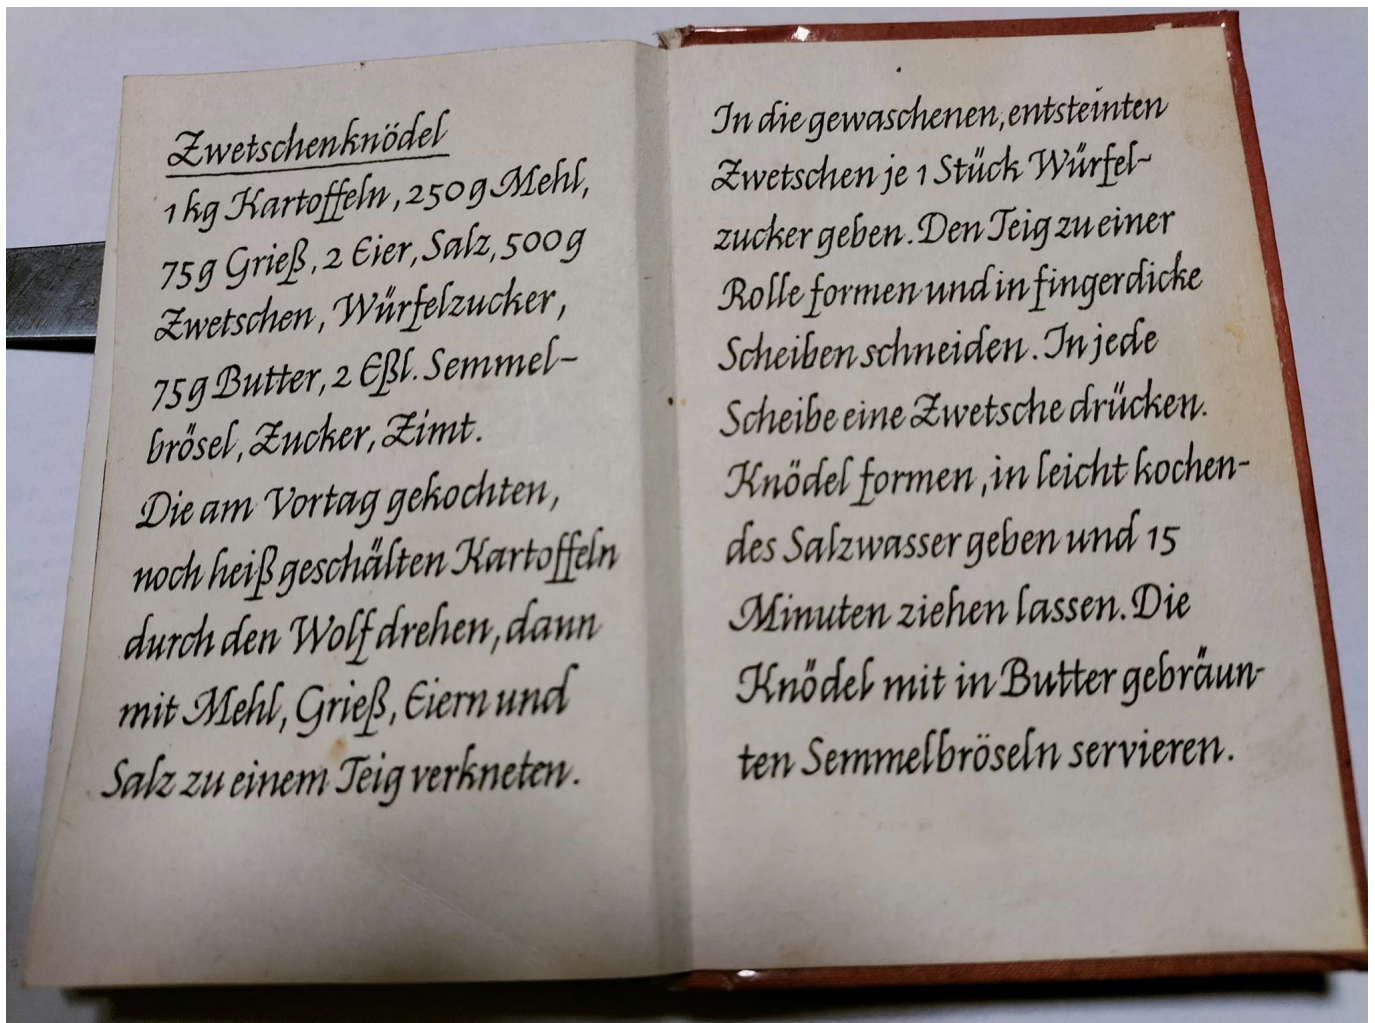 Zwetschenknödel
1 kg Kartoffeln, 250 g Mehl,
75 g Grieß, 2 Eier, Salz, 500 g
Zwetschen, Würfelzucker,
75 g Butter, 2 Eßl. Semmel-
brösel, Zucker, Zimt.
Die am Vortag gekochten,
noch heiß geschälten Kartoffeln
durch den Wolf drehen, dann
mit Mehl, Grieß, Eiern und
Salz zu einem Teig verkneten.
In die gewaschenen, entsteinten
Zwetschen je 1 Stück Würfel-
zucker geben. Den Teig zu einer
Rolle formen und in fingerdicke
Scheiben schneiden. In jede
Scheibe eine Zwetsche drücken.
Knödel formen, in leicht kochen-
des Salzwasser geben und 15
Minuten ziehen lassen. Die
Knödel mit in Butter gebräun-
ten Semmelbröseln servieren.